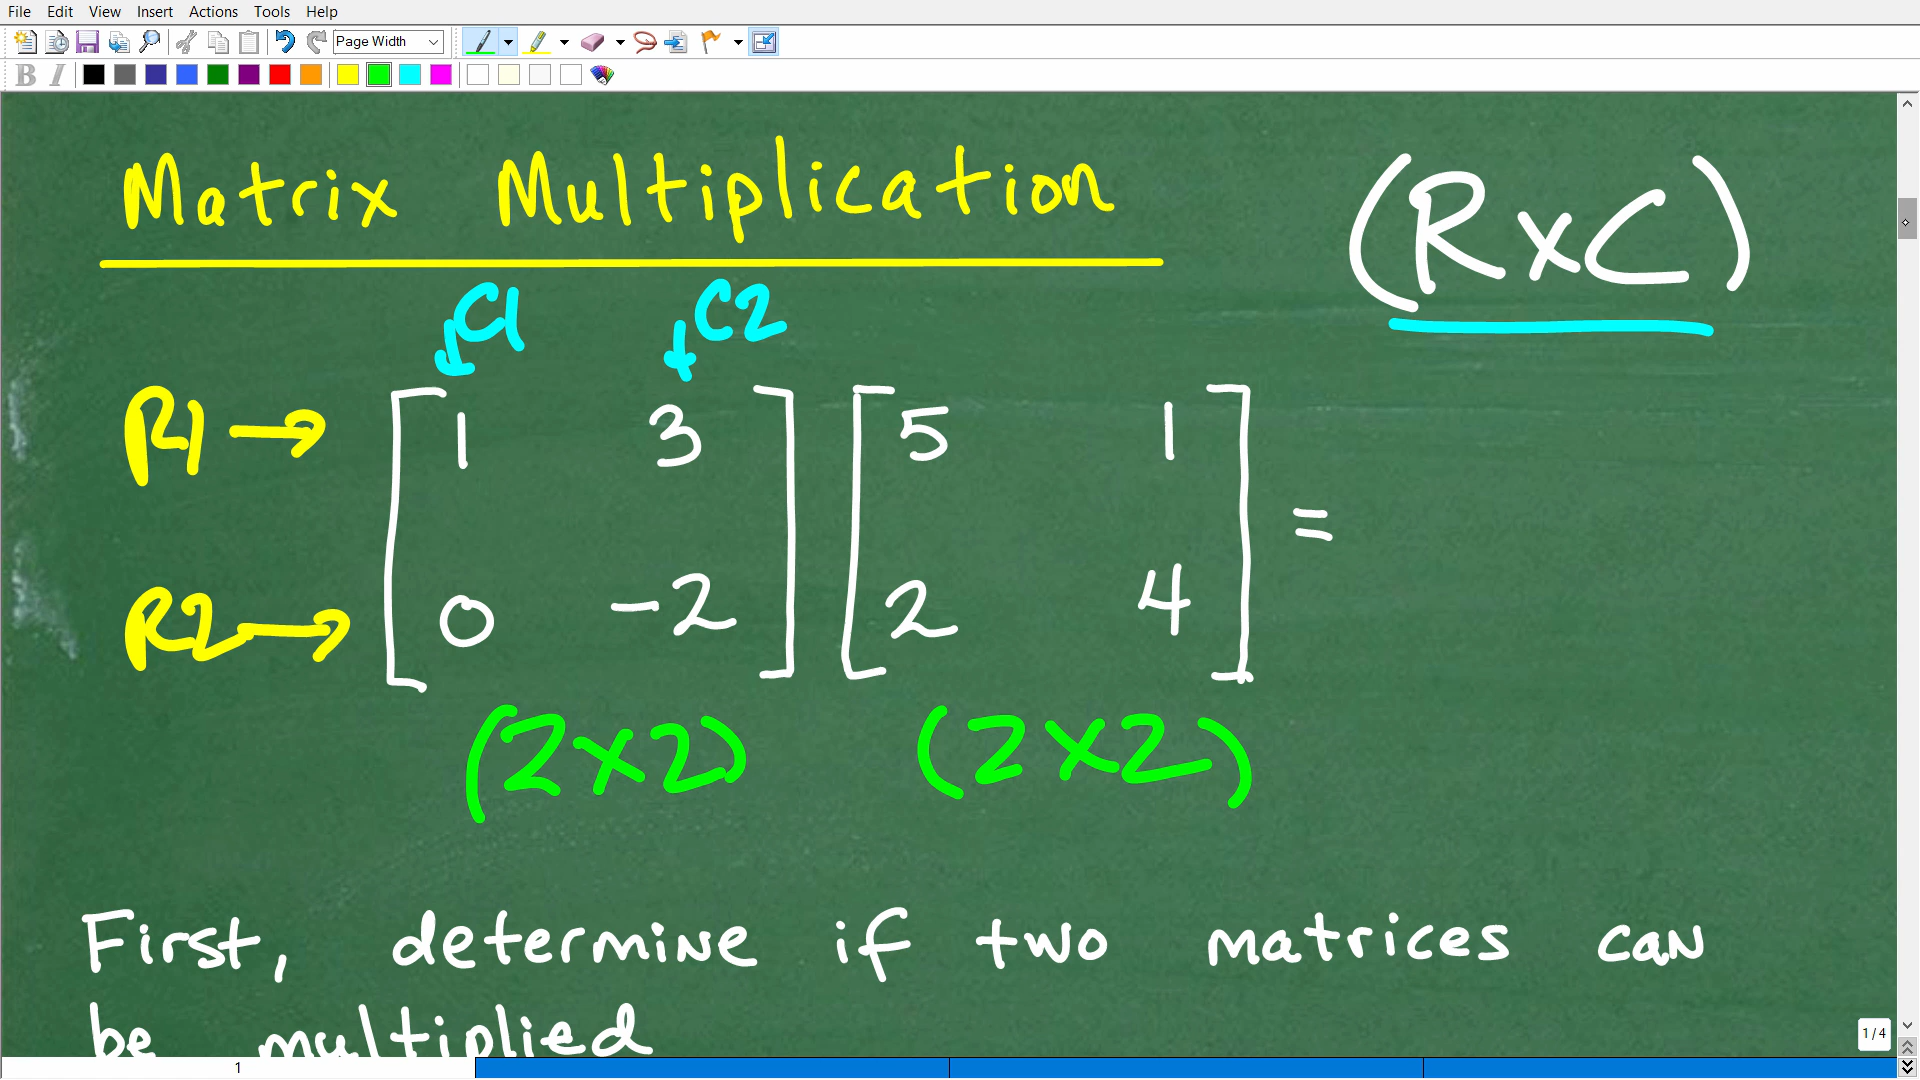 File Edit View Insert Actions Tools Help
Page Width
B I
Matrix Multiplication (RxC)
C1 C2
R1 → 1 3 5 1
=
R2 → 0 -2 2 4
(2x2) (2x2)
First, determine if two matrices can
be multiplied
1/4
1